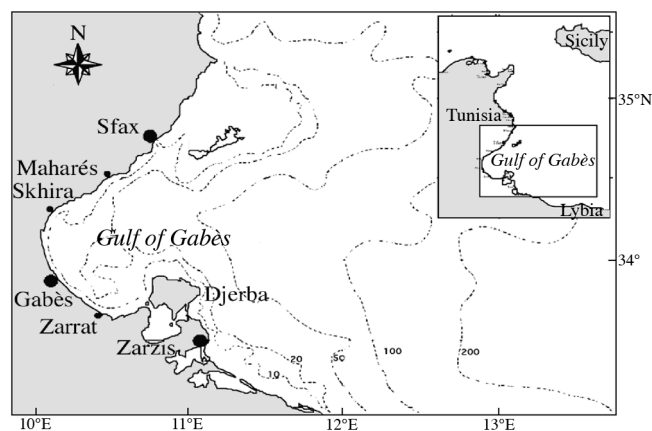 N
Sicily
Tunisia
Gulf of Gabès
Lybia
35°N
Sfax
Maharés
Skhira
Gulf of Gabès
34°
Gabès
Djerba
Zarrat
Zarzis
10
20
50
100
200
10°E
11°E
12°E
13°E